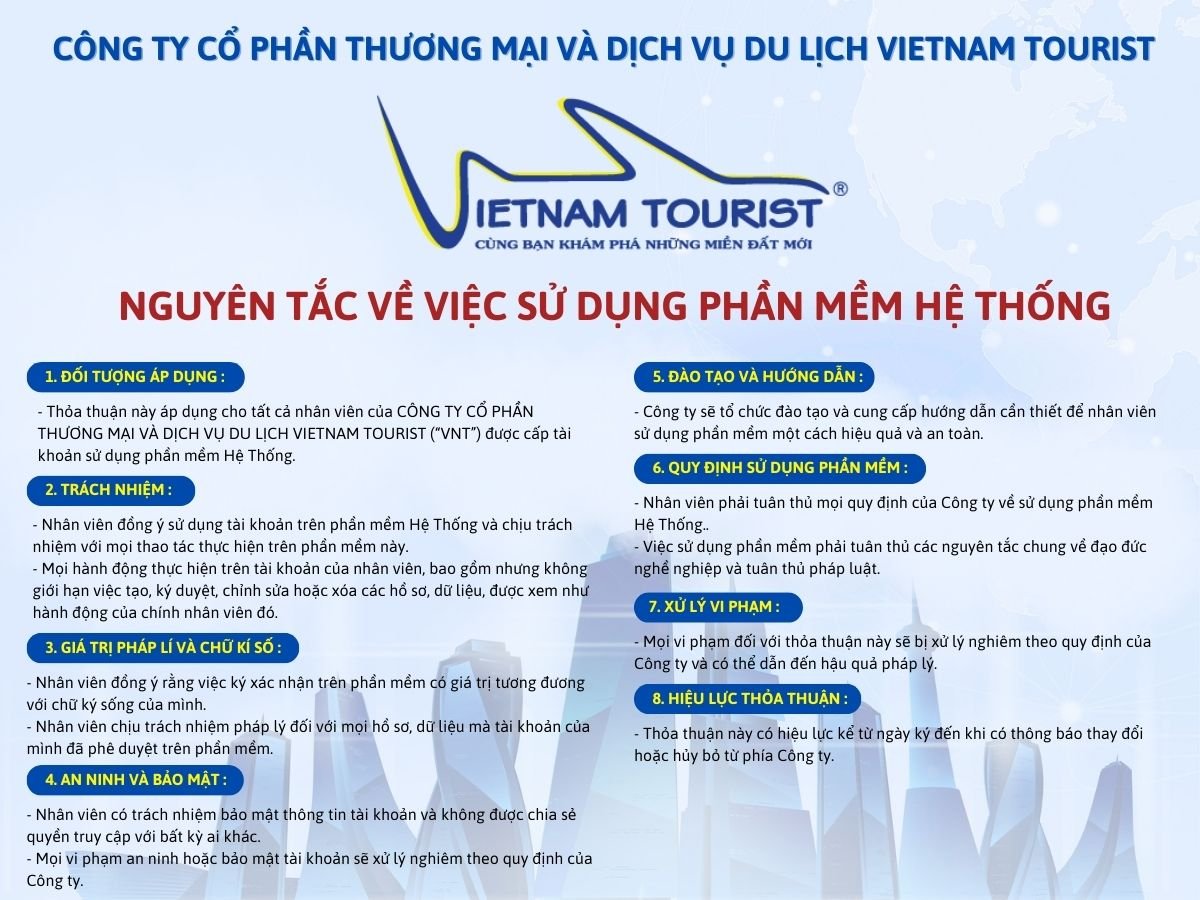 CÔNG TY CỔ PHẦN THƯƠNG MẠI VÀ DỊCH VỤ DU LỊCH VIETNAM TOURIST
VIETNAM TOURIST ®
CÙNG BẠN KHÁM PHÁ NHỮNG MIỀN ĐẤT MỚI
NGUYÊN TẮC VỀ VIỆC SỬ DỤNG PHẦN MỀM HỆ THỐNG
1. ĐỐI TƯỢNG ÁP DỤNG :
- Thỏa thuận này áp dụng cho tất cả nhân viên của CÔNG TY CỔ PHẦN
THƯƠNG MẠI VÀ DỊCH VỤ DU LỊCH VIETNAM TOURIST (“VNT”) được cấp tài
khoản sử dụng phần mềm Hệ Thống.
2. TRÁCH NHIỆM :
- Nhân viên đồng ý sử dụng tài khoản trên phần mềm Hệ Thống và chịu trách
nhiệm với mọi thao tác thực hiện trên phần mềm này.
- Mọi hành động thực hiện trên tài khoản của nhân viên, bao gồm nhưng không
giới hạn việc tạo, ký duyệt, chỉnh sửa hoặc xóa các hồ sơ, dữ liệu, được xem như
hành động của chính nhân viên đó.
3. GIÁ TRỊ PHÁP LÍ VÀ CHỮ KÍ SỐ :
- Nhân viên đồng ý rằng việc ký xác nhận trên phần mềm có giá trị tương đương
với chữ ký sống của mình.
- Nhân viên chịu trách nhiệm pháp lý đối với mọi hồ sơ, dữ liệu mà tài khoản của
mình đã phê duyệt trên phần mềm.
4. AN NINH VÀ BẢO MẬT :
- Nhân viên có trách nhiệm bảo mật thông tin tài khoản và không được chia sẻ
quyền truy cập với bất kỳ ai khác.
- Mọi vi phạm an ninh hoặc bảo mật tài khoản sẽ xử lý nghiêm theo quy định của
Công ty.
5. ĐÀO TẠO VÀ HƯỚNG DẪN :
- Công ty sẽ tổ chức đào tạo và cung cấp hướng dẫn cần thiết để nhân viên
sử dụng phần mềm một cách hiệu quả và an toàn.
6. QUY ĐỊNH SỬ DỤNG PHẦN MỀM :
- Nhân viên phải tuân thủ mọi quy định của Công ty về sử dụng phần mềm
Hệ Thống..
- Việc sử dụng phần mềm phải tuân thủ các nguyên tắc chung về đạo đức
nghề nghiệp và tuân thủ pháp luật.
7. XỬ LÝ VI PHẠM :
- Mọi vi phạm đối với thỏa thuận này sẽ bị xử lý nghiêm theo quy định của
Công ty và có thể dẫn đến hậu quả pháp lý.
8. HIỆU LỰC THỎA THUẬN :
- Thỏa thuận này có hiệu lực kể từ ngày ký đến khi có thông báo thay đổi
hoặc hủy bỏ từ phía Công ty.